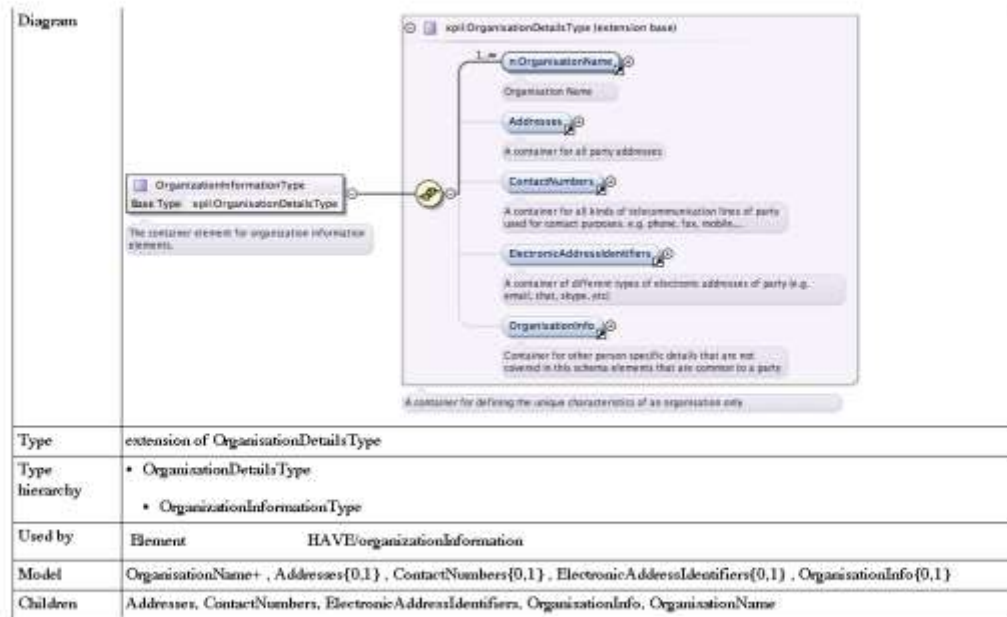 Diagram
xpil:OrganisationDetailsType (extension base)
1..∞
n:OrganisationName
Organisation Name
Addresses
A container for all party addresses
ContactNumbers
A container for all kinds of telecommunication lines of party
used for contact purposes. e.g. phone, fax, mobile,...
ElectronicAddressIdentifiers
A container of different types of electronic addresses of party (e.g.
email, chat, skype, etc)
OrganisationInfo
Container for other person specific details that are not
covered in this schema elements that are common to a party
A container for defining the unique characteristics of an organisation only
OrganizationInformationType
Base Type xpil:OrganisationDetailsType
The container element for organization information
elements.
Type extension of OrganisationDetailsType
Type
hierarchy
• OrganisationDetailsType
• OrganizationInformationType
Used by Element HAVE/organizationInformation
Model OrganisationName+ , Addresses{0,1} , ContactNumbers{0,1} , ElectronicAddressIdentifiers{0,1} , OrganisationInfo{0,1}
Children Addresses, ContactNumbers, ElectronicAddressIdentifiers, OrganisationInfo, OrganisationName